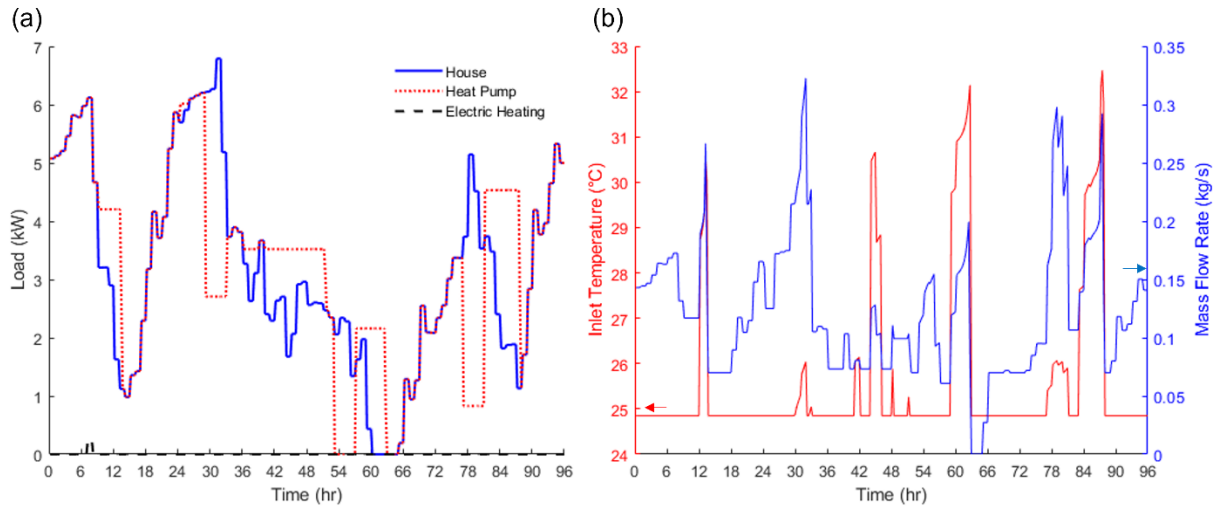 (a)
7
6
5
4
3
2
1
0
Load (kW)
House
Heat Pump
Electric Heating
0 6 12 18 24 30 36 42 48 54 60 66 72 78 84 90 96
Time (hr)
(b)
33
32
31
30
29
28
27
26
25
24
Inlet Temperature (°C)
0.35
0.3
0.25
0.2
0.15
0.1
0.05
0
Mass Flow Rate (kg/s)
0 6 12 18 24 30 36 42 48 54 60 66 72 78 84 90 96
Time (hr)